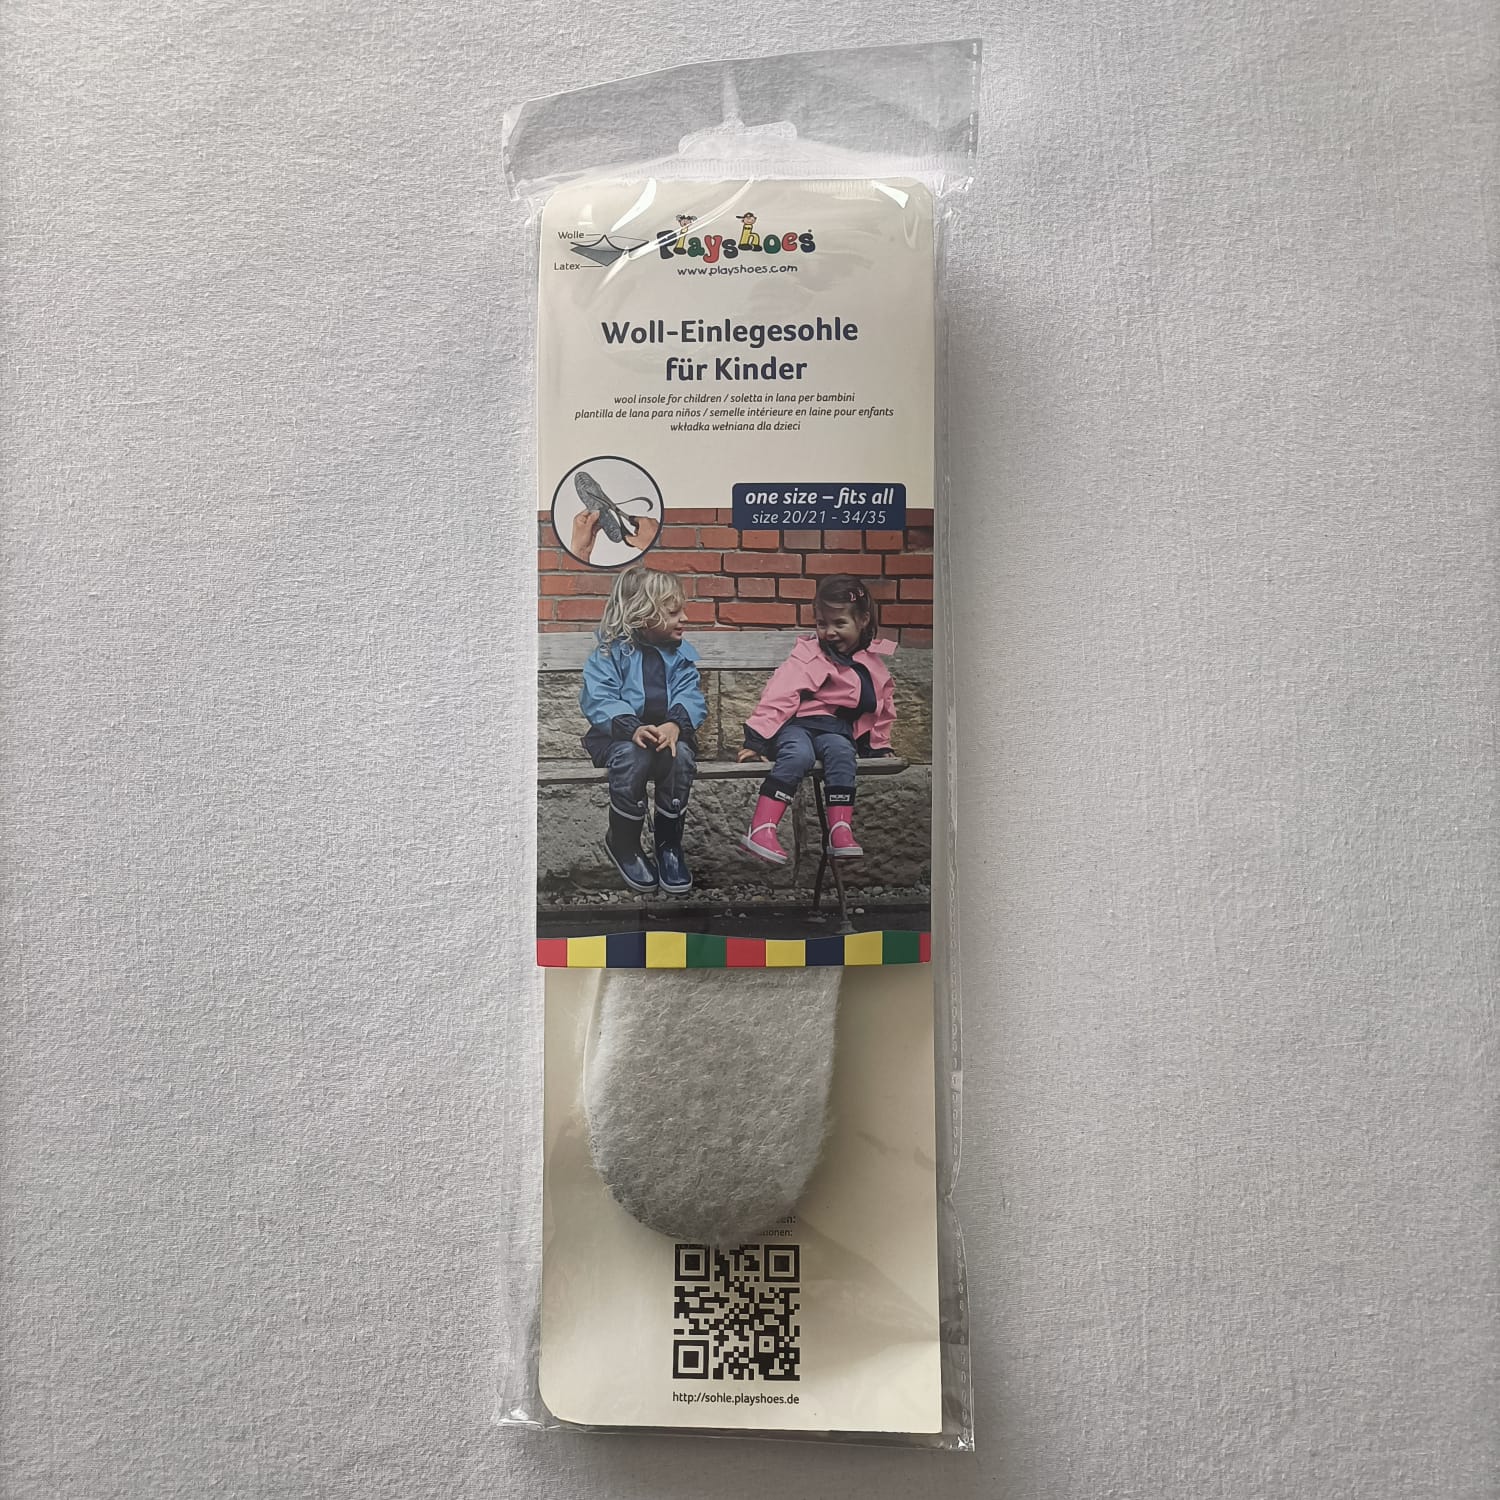 Wolle
Latex
Playshoes
www.playshoes.com
Woll-Einlegesohle
für Kinder
wool insole for children / soletta in lana per bambini
plantilla de lana para niños / semelle intérieure en laine pour enfants
wkładka wełniana dla dzieci
one size – fits all
size 20/21 - 34/35
http://sohle.playshoes.de